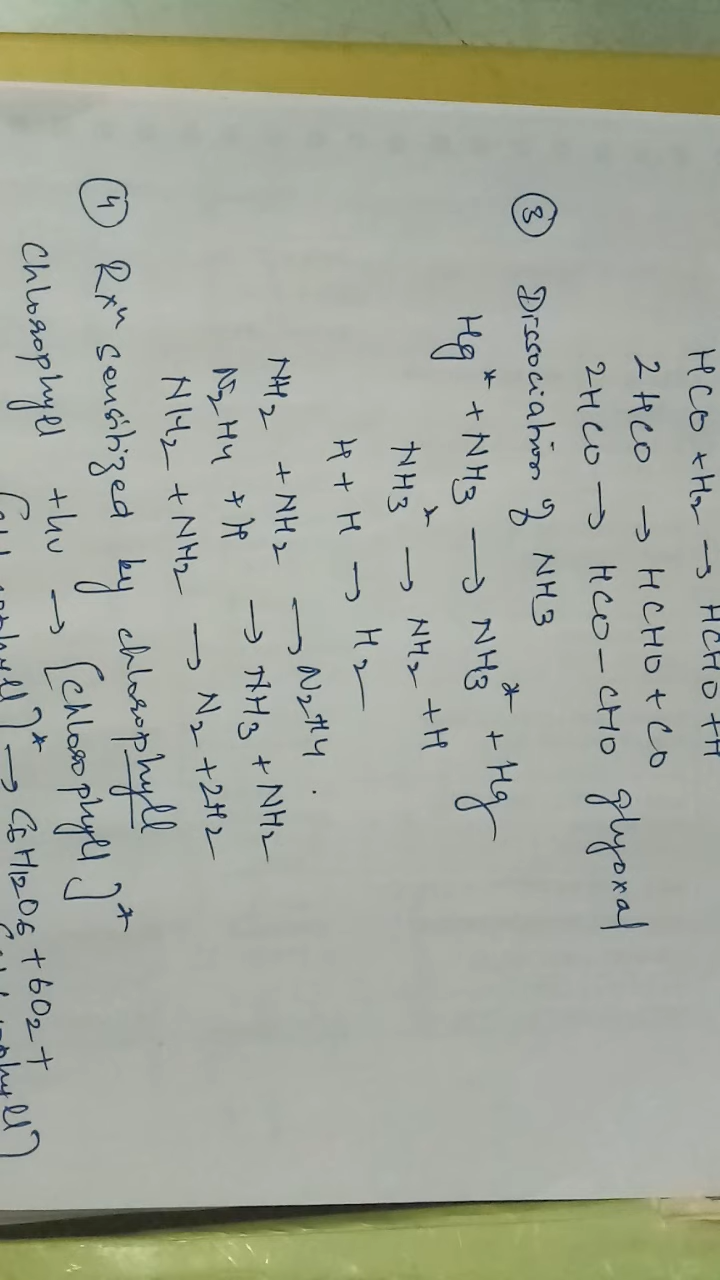 HCO + H2 → HCHO + H
2 HCO → HCHO + CO
2HCO → HCO - CHO glyoxal
③ Dissociation of NH3
Hg* + NH3 → NH3* + Hg
NH3* → NH2 + H
H + H → H2
NH2 + NH2 → N2H4.
N2H4 + H → NH3 + NH2
NH2 + NH2 → N2 + 2H2
④ Rxn sensitized by chlorophyll
Chlorophyll + hν → [chlorophyll]*
]* → C6H12O6 + 6O2 +